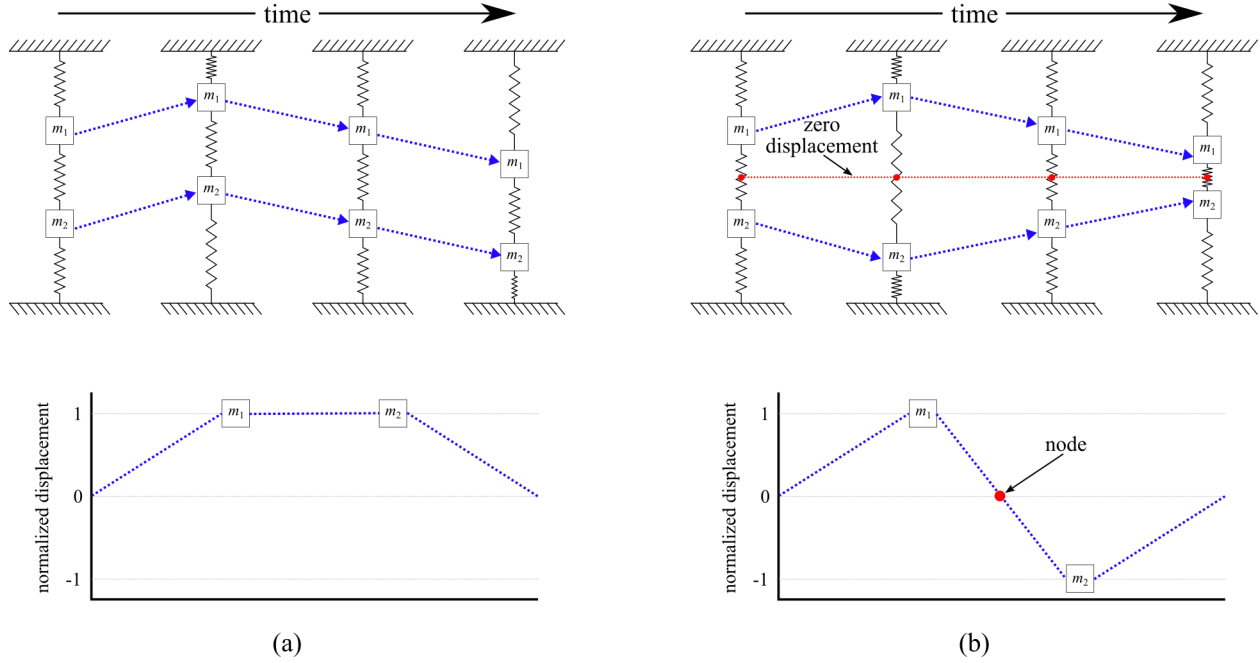 time
m₁
m₁
m₁
m₁
m₂
m₂
m₂
m₂
time
m₁
m₁
m₁
m₁
zero
displacement
m₂
m₂
m₂
m₂
normalized displacement
1
0
-1
m₁
m₂
(a)
normalized displacement
1
0
-1
m₁
node
m₂
(b)